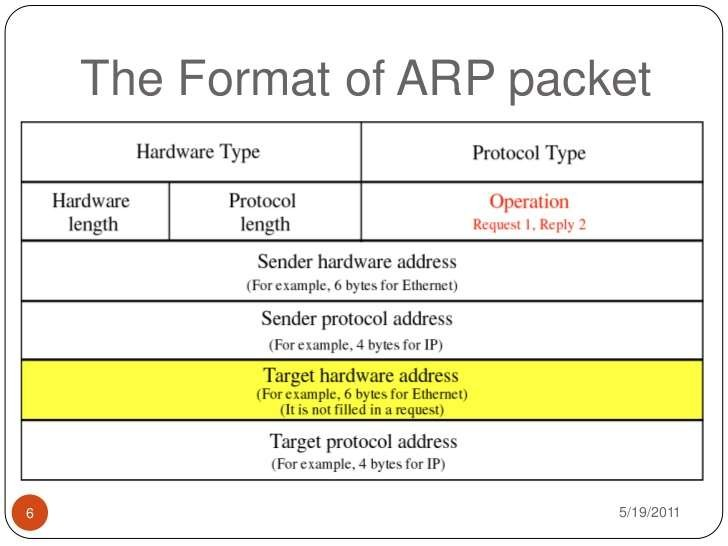 The Format of ARP packet
Hardware Type
Protocol Type
Hardware
length
Protocol
length
Operation
Request 1, Reply 2
Sender hardware address
(For example, 6 bytes for Ethernet)
Sender protocol address
(For example, 4 bytes for IP)
Target hardware address
(For example, 6 bytes for Ethernet)
(It is not filled in a request)
Target protocol address
(For example, 4 bytes for IP)
6
5/19/2011